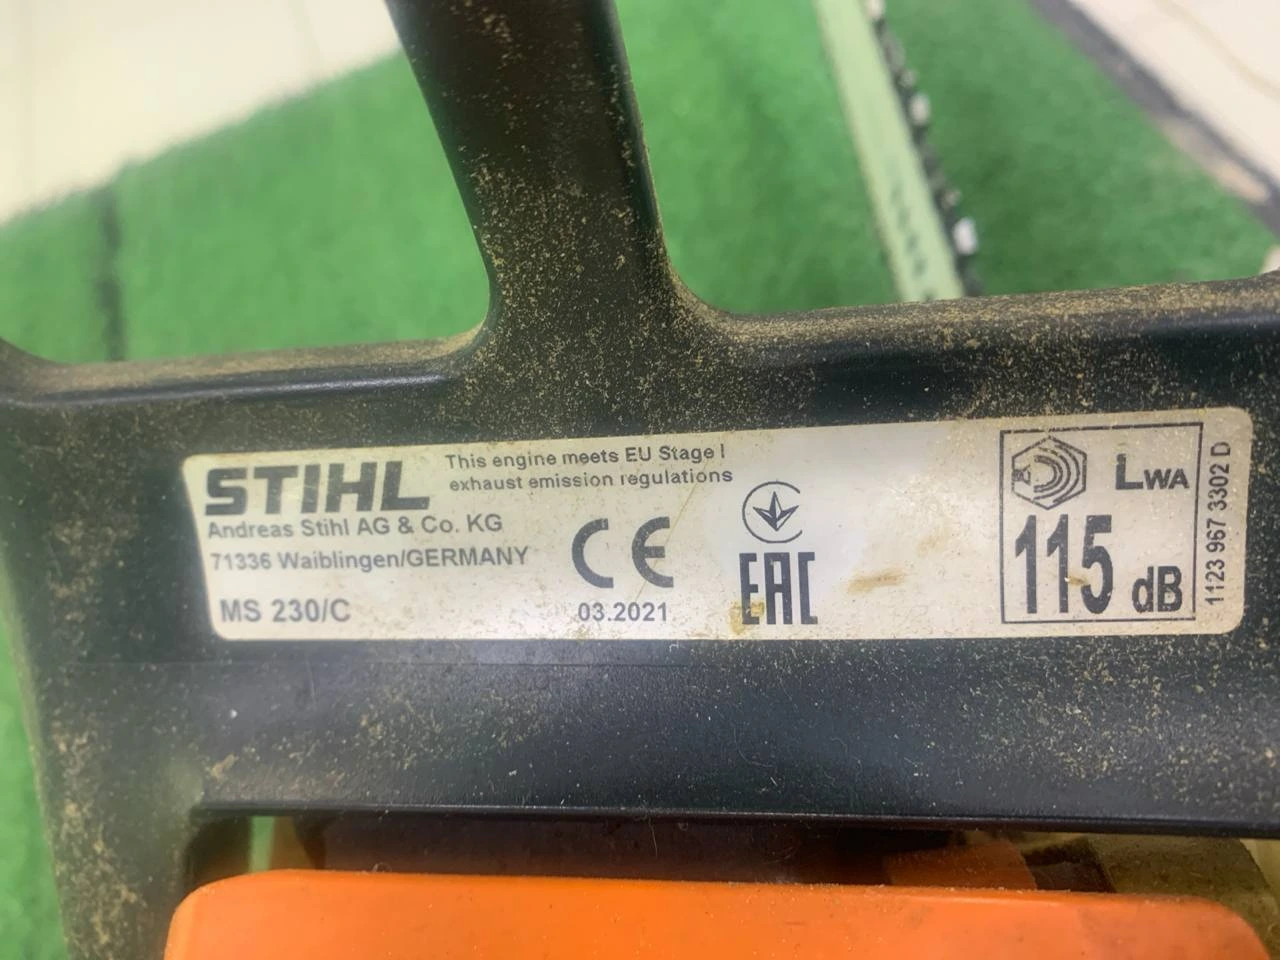 STIHL
This engine meets EU Stage I
exhaust emission regulations
Andreas Stihl AG & Co. KG
71336 Waiblingen/GERMANY
MS 230/C
CE
03.2021
EAC
LWA
115 dB
1123 967 3302 D